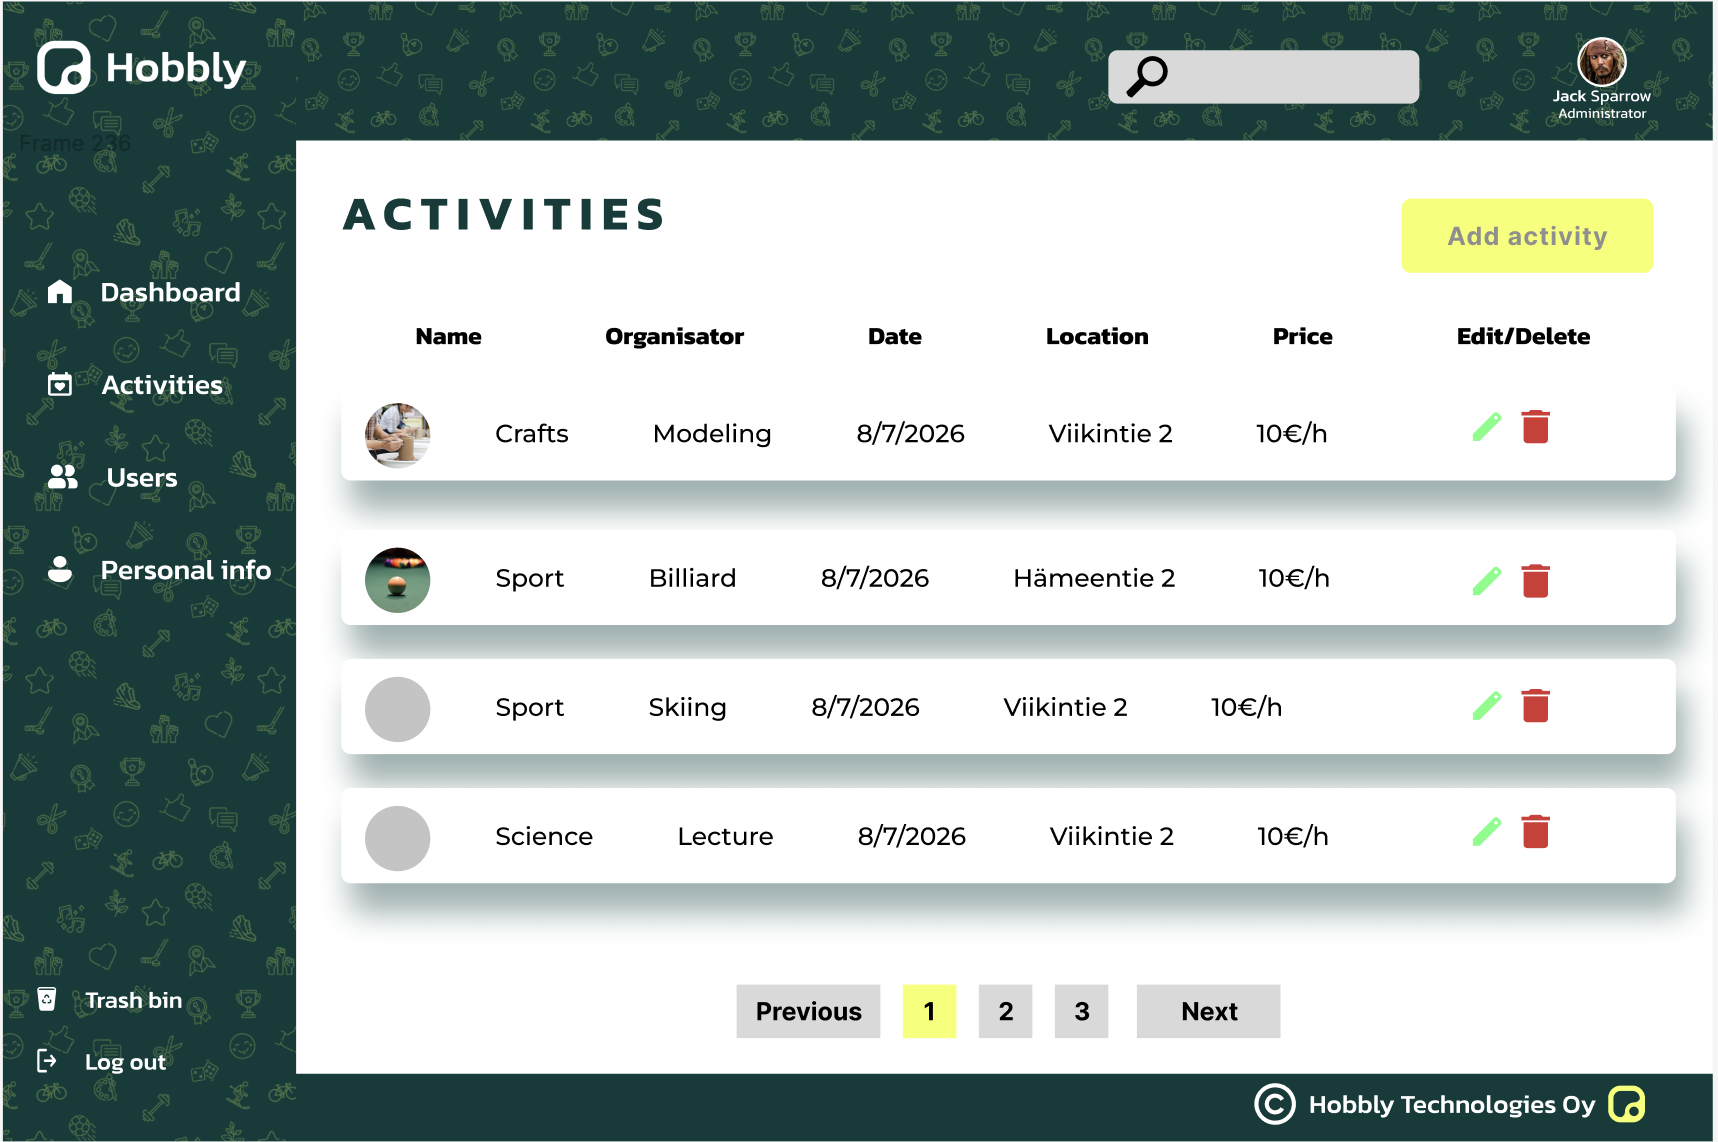 Hobbly
Jack Sparrow
Administrator
Frame 236
ACTIVITIES
Add activity
Dashboard
Activities
Users
Personal info
Trash bin
Log out
Name Organisator Date Location Price Edit/Delete
Crafts Modeling 8/7/2026 Viikintie 2 10€/h
Sport Billiard 8/7/2026 Hämeentie 2 10€/h
Sport Skiing 8/7/2026 Viikintie 2 10€/h
Science Lecture 8/7/2026 Viikintie 2 10€/h
Previous 1 2 3 Next
© Hobbly Technologies Oy